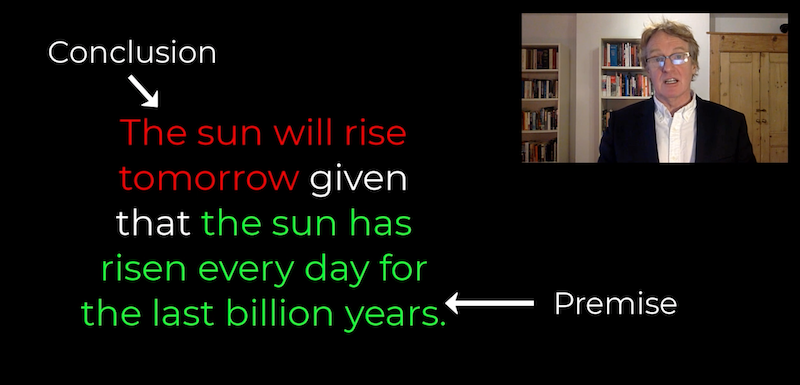 Conclusion
The sun will rise
tomorrow given
that the sun has
risen every day for
the last billion years.
Premise